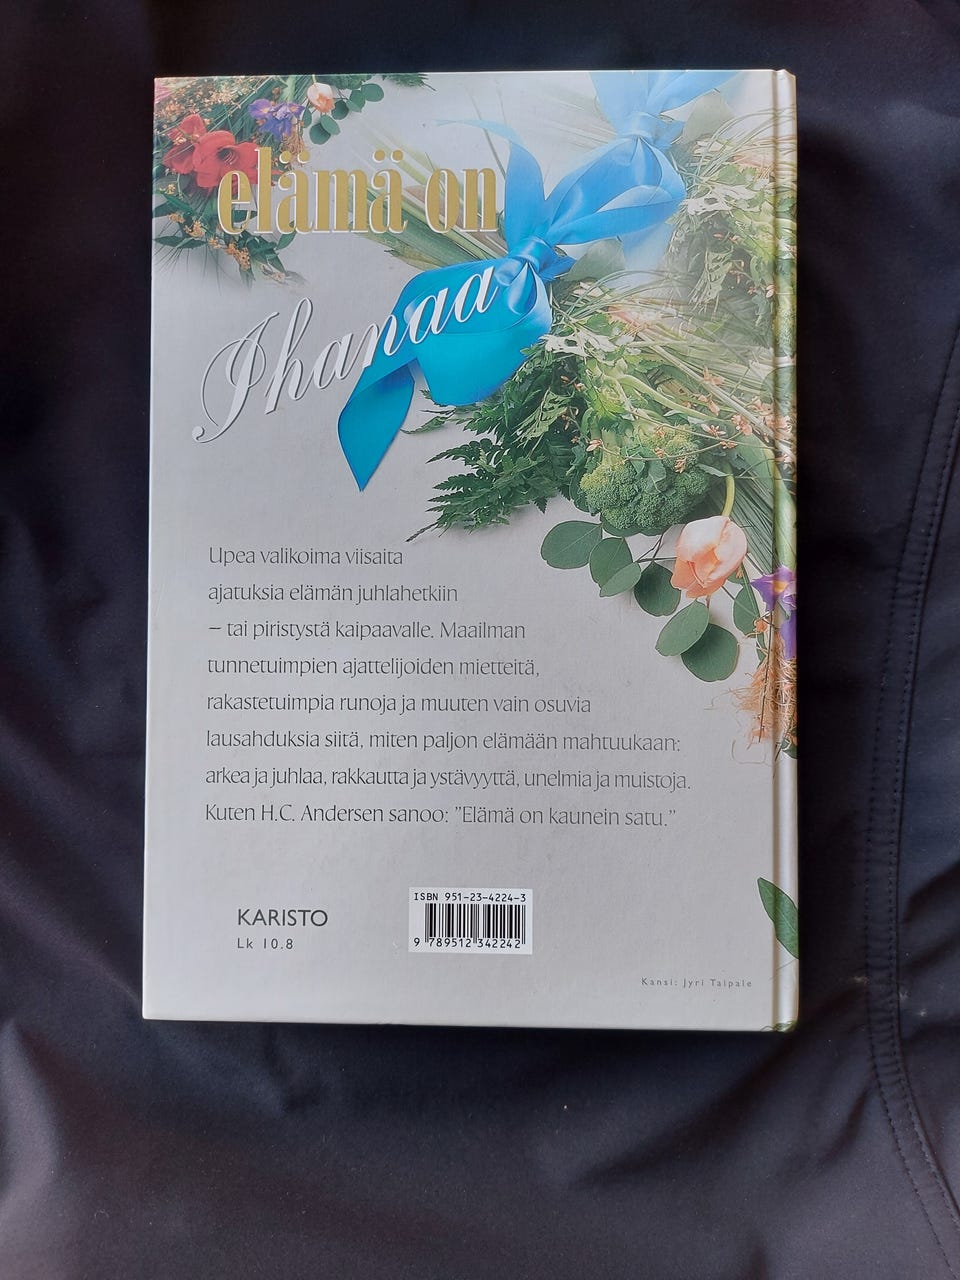 elämä on
Ihanaa
Upea valikoima viisaita
ajatuksia elämän juhlahetkiin
– tai piristystä kaipaavalle. Maailman
tunnetuimpien ajattelijoiden mietteitä,
rakastetuimpia runoja ja muuten vain osuvia
lausahduksia siitä, miten paljon elämään mahtuukaan:
arkea ja juhlaa, rakkautta ja ystävyyttä, unelmia ja muistoja.
Kuten H.C. Andersen sanoo: ”Elämä on kaunein satu.”
KARISTO
Lk 10.8
ISBN 951-23-4224-3
9 789512 342242
Kansi: Jyri Taipale